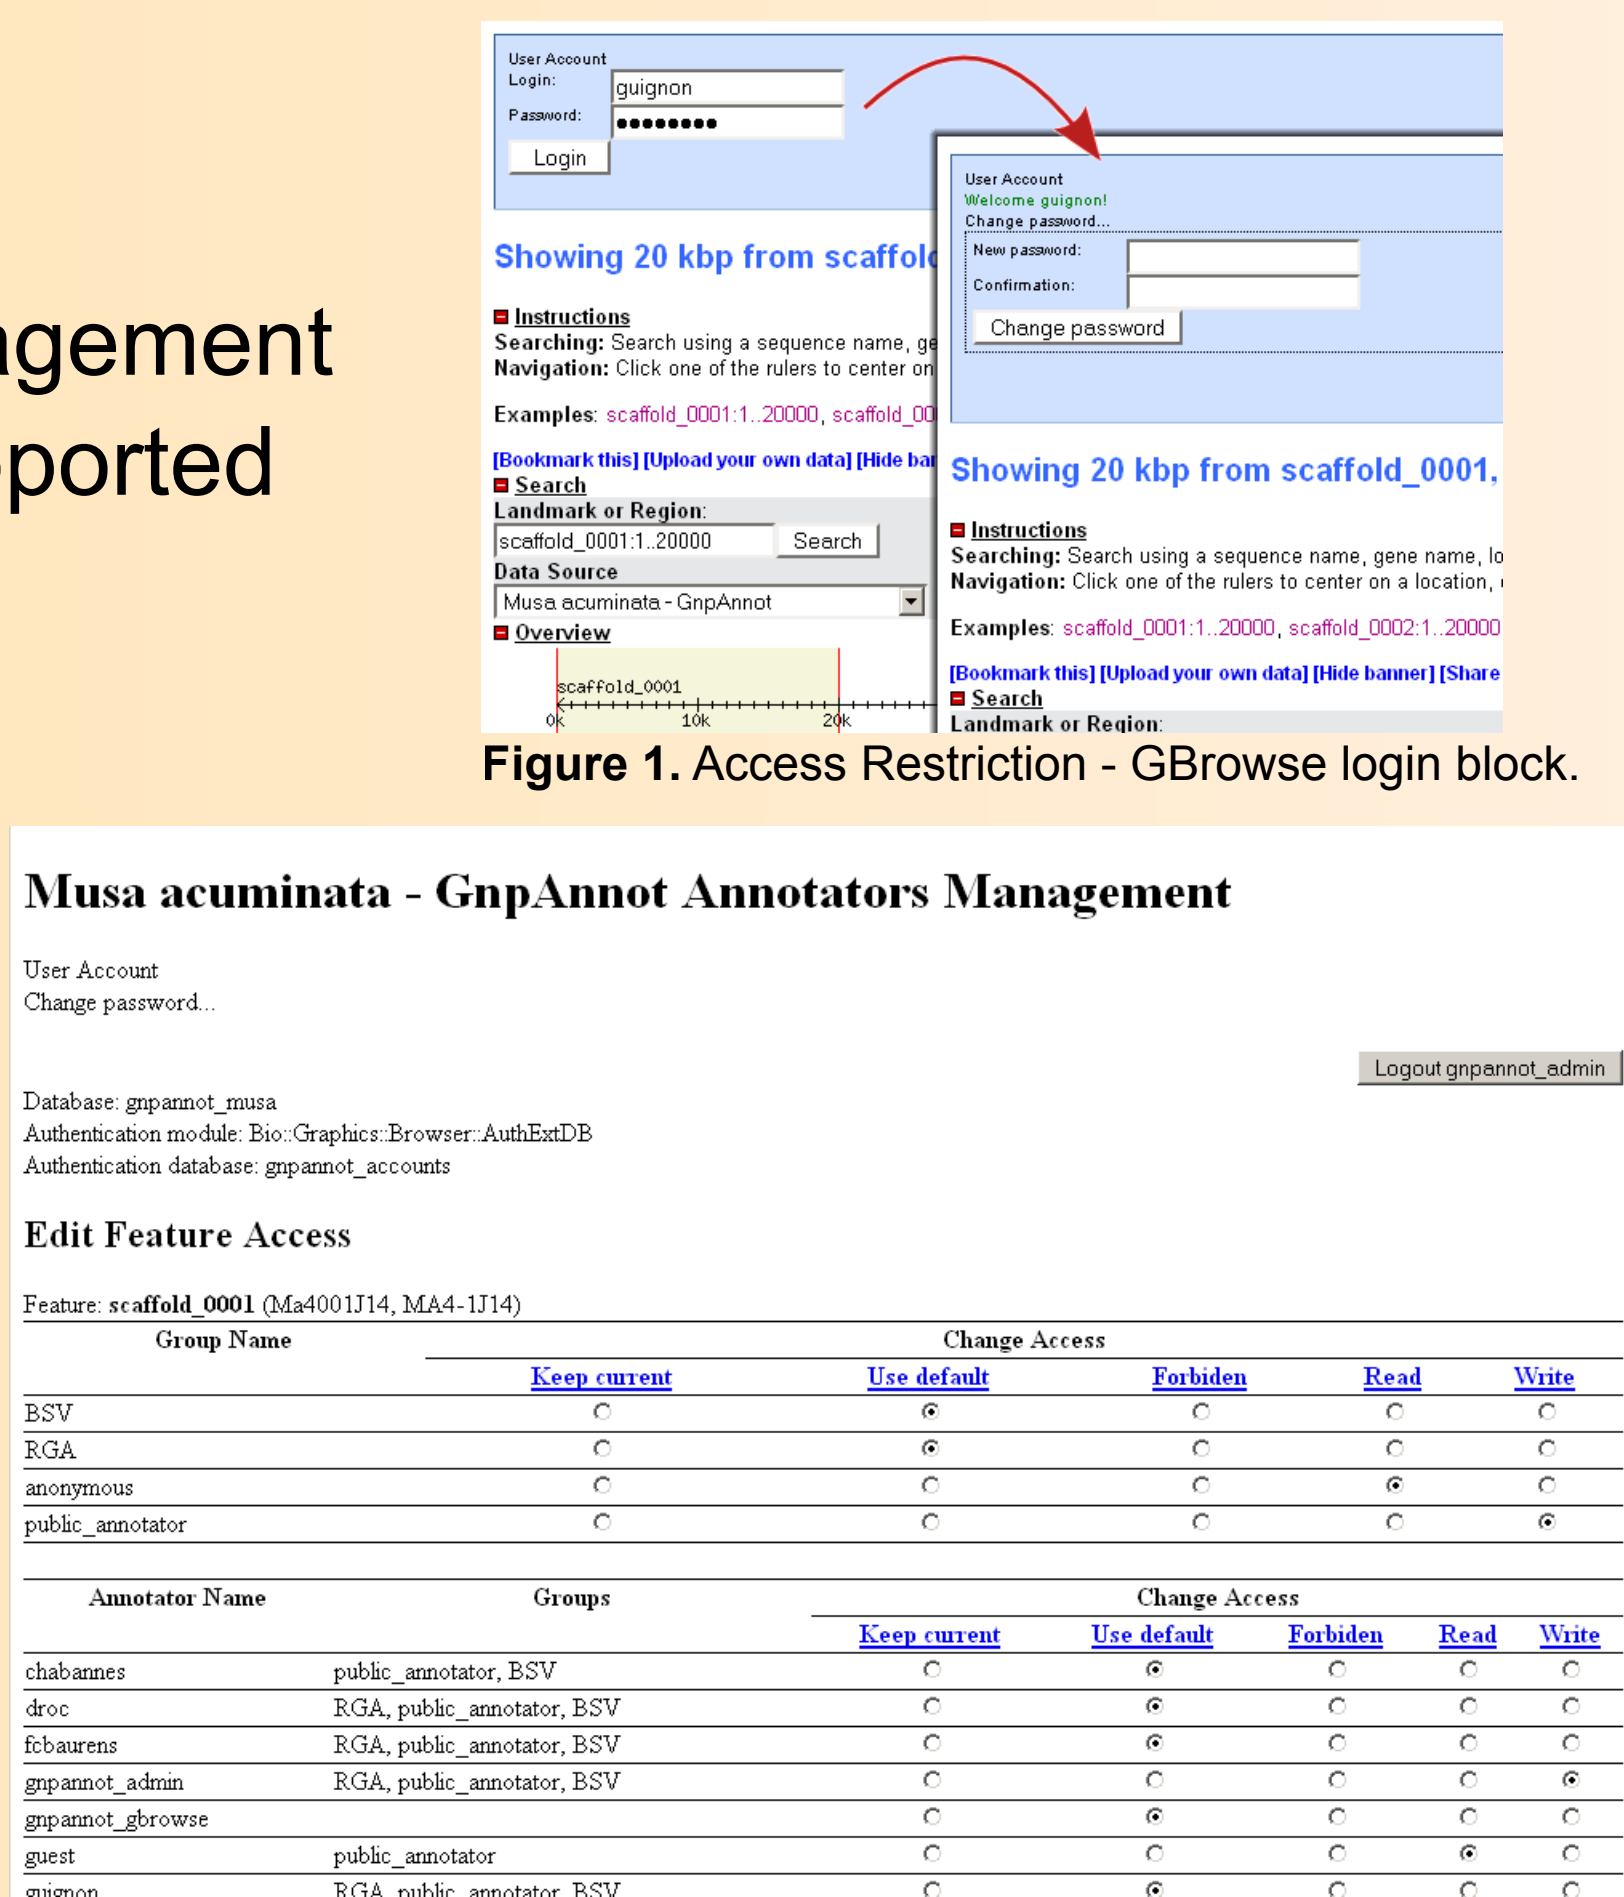 agement
ported
User Account
Login: guignon
Password: ●●●●●●●●
Login
Showing 20 kbp from scaffold
Instructions
Searching: Search using a sequence name, ge
Navigation: Click one of the rulers to center on
Examples: scaffold_0001:1..20000, scaffold_00
[Bookmark this] [Upload your own data] [Hide bar
Search
Landmark or Region:
scaffold_0001:1..20000 Search
Data Source
Musa acuminata - GnpAnnot
Overview
scaffold_0001
0k 10k 20k
User Account
Welcome guignon!
Change password...
New password:
Confirmation:
Change password
Showing 20 kbp from scaffold_0001,
Instructions
Searching: Search using a sequence name, gene name, lo
Navigation: Click one of the rulers to center on a location,
Examples: scaffold_0001:1..20000, scaffold_0002:1..20000
[Bookmark this] [Upload your own data] [Hide banner] [Share
Search
Landmark or Region:
Figure 1. Access Restriction - GBrowse login block.
Musa acuminata - GnpAnnot Annotators Management
User Account
Change password...
Logout gnpannot_admin
Database: gnpannot_musa
Authentication module: Bio::Graphics::Browser::AuthExtDB
Authentication database: gnpannot_accounts
Edit Feature Access
Feature: scaffold_0001 (Ma4001J14, MA4-1J14)
Group Name Change Access
Keep current Use default Forbiden Read Write
BSV
RGA
anonymous
public_annotator
Annotator Name Groups Change Access
Keep current Use default Forbiden Read Write
chabannes public_annotator, BSV
droc RGA, public_annotator, BSV
fcbaurens RGA, public_annotator, BSV
gnpannot_admin RGA, public_annotator, BSV
gnpannot_gbrowse
guest public_annotator
guignon RGA, public_annotator, BSV